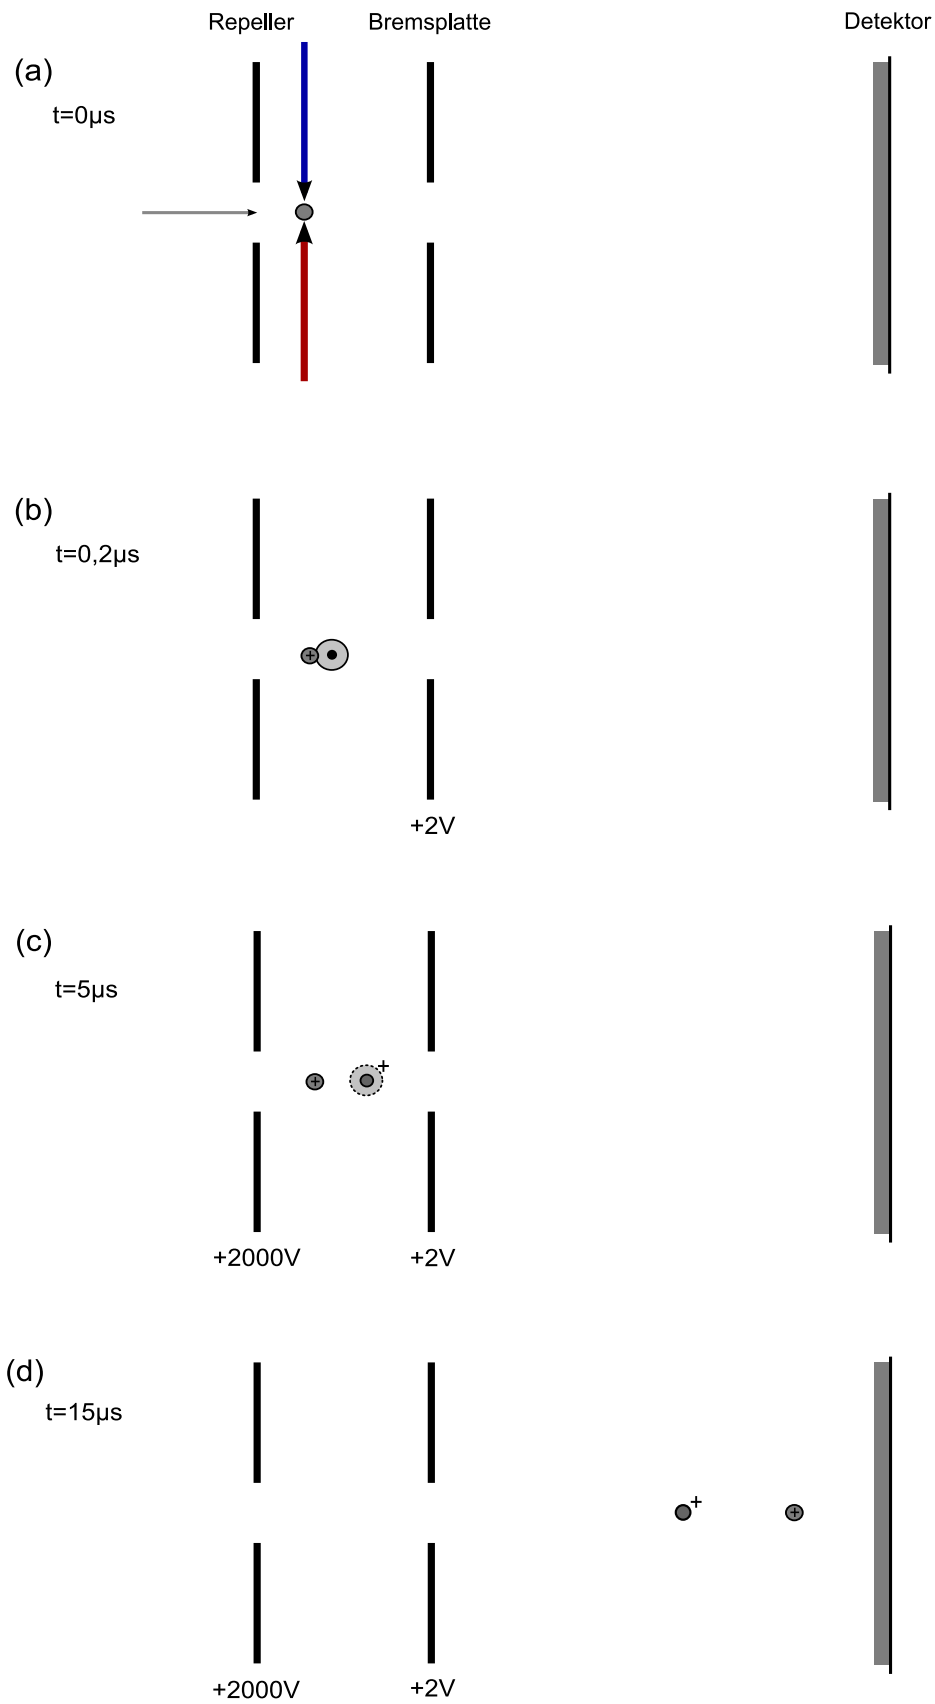 Repeller Bremsplatte Detektor
(a)
t=0µs
(b)
t=0,2µs
+
+2V
(c)
t=5µs
+
+
+2000V +2V
(d)
t=15µs
+
+
+2000V +2V